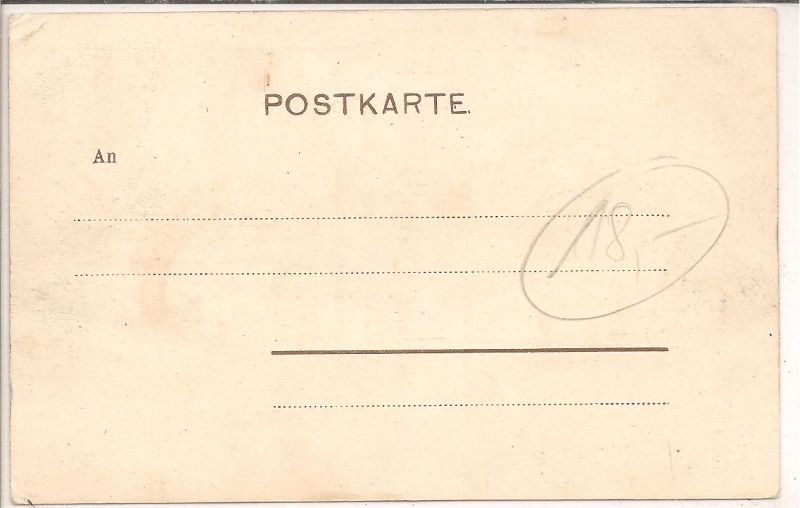 POSTKARTE.
An
18,—